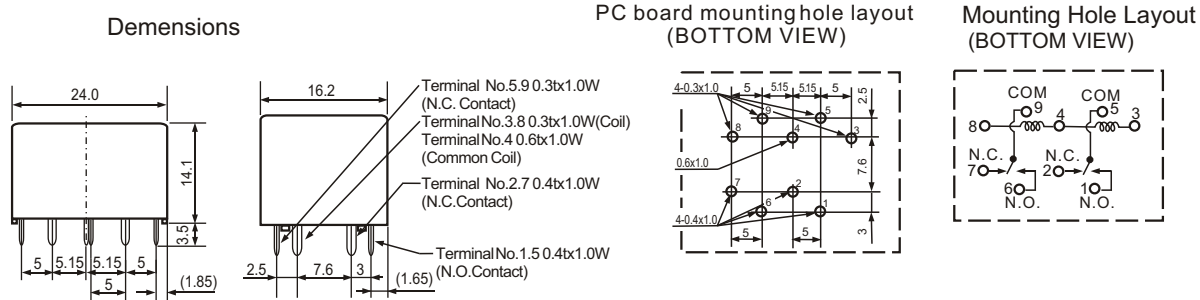 Demensions
PC board mounting hole layout
(BOTTOM VIEW)
Mounting Hole Layout
(BOTTOM VIEW)
24.0
14.1
3.5
5
5.15
5.15
5
5
(1.85)
16.2
2.5
7.6
3
(1.65)
Terminal No.5.9 0.3tx1.0W
(N.C. Contact)
Terminal No.3.8 0.3tx1.0W(Coil)
Terminal No.4 0.6tx1.0W
(Common Coil)
Terminal No.2.7 0.4tx1.0W
(N.C.Contact)
Terminal No.1.5 0.4tx1.0W
(N.O.Contact)
4-0.3x1.0
5
5.15
5.15
5
2.5
9
5
8
4
3
0.6x1.0
7.6
7
2
6
1
4-0.4x1.0
5
5
3
COM
COM
9
5
8
4
3
N.C.
N.C.
7
2
6
1
N.O.
N.O.